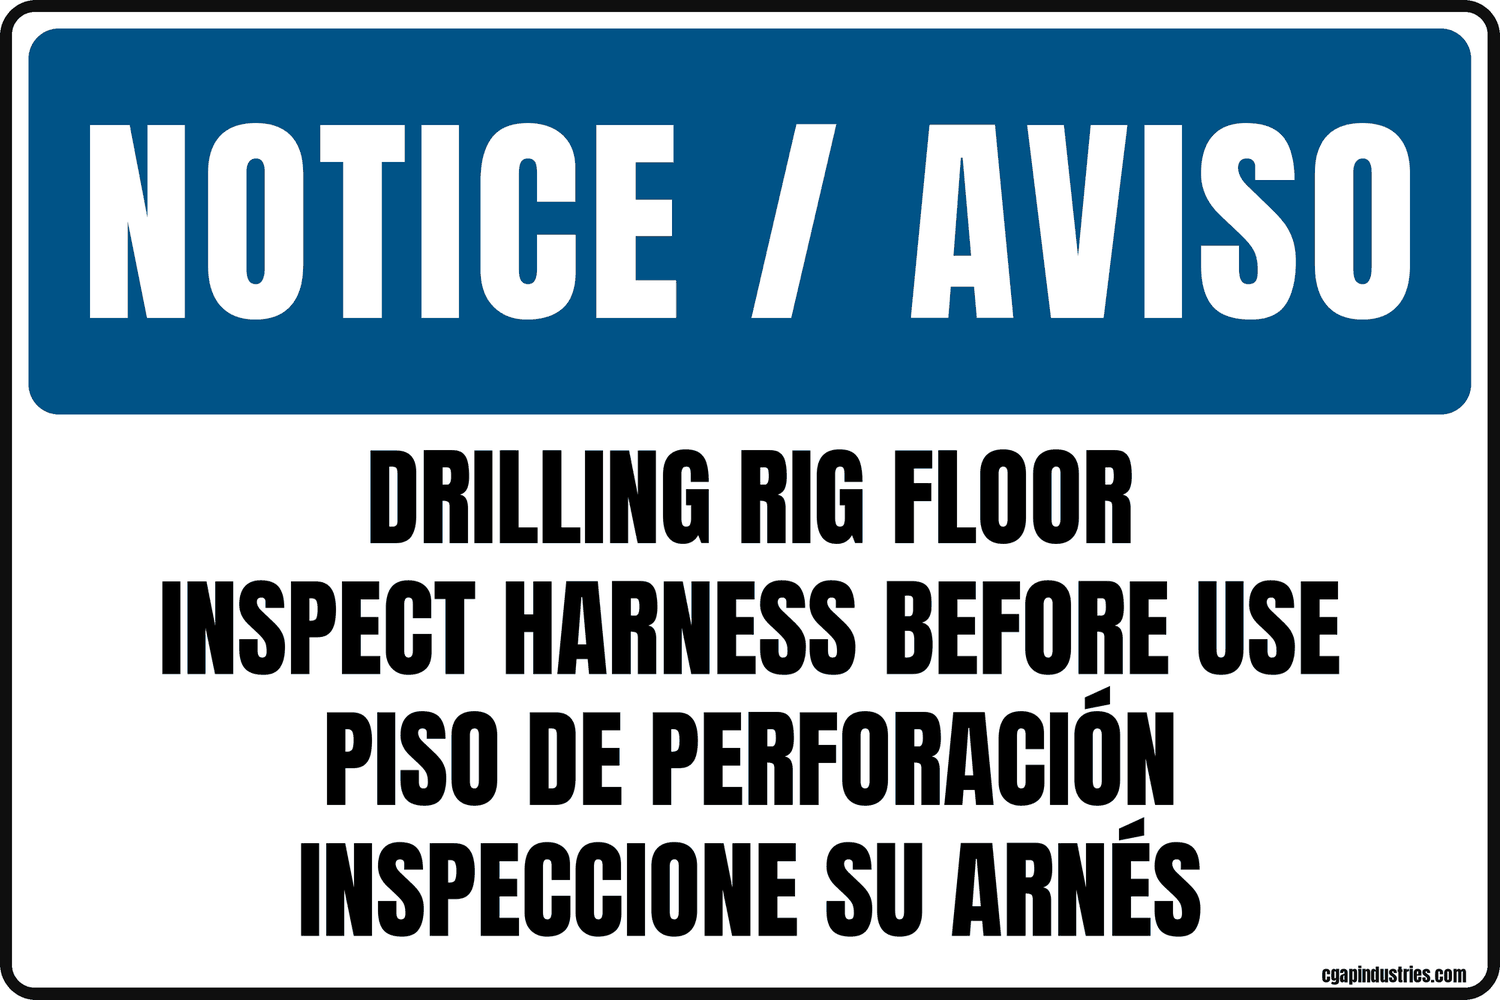 NOTICE / AVISO
DRILLING RIG FLOOR
INSPECT HARNESS BEFORE USE
PISO DE PERFORACIÓN
INSPECCIONE SU ARNÉS
cgapindustries.com